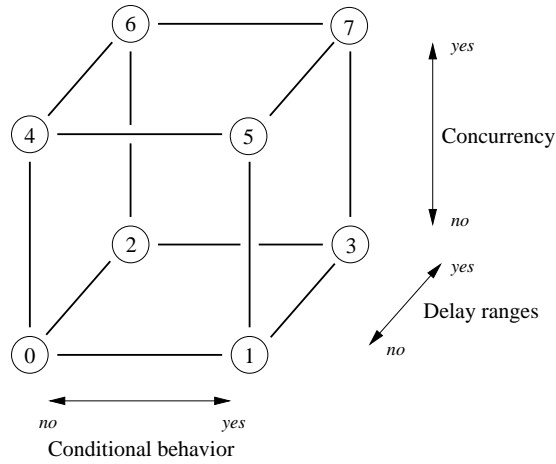 6
7
yes
4
5
Concurrency
no
2
3
yes
Delay ranges
no
0
1
no
yes
Conditional behavior